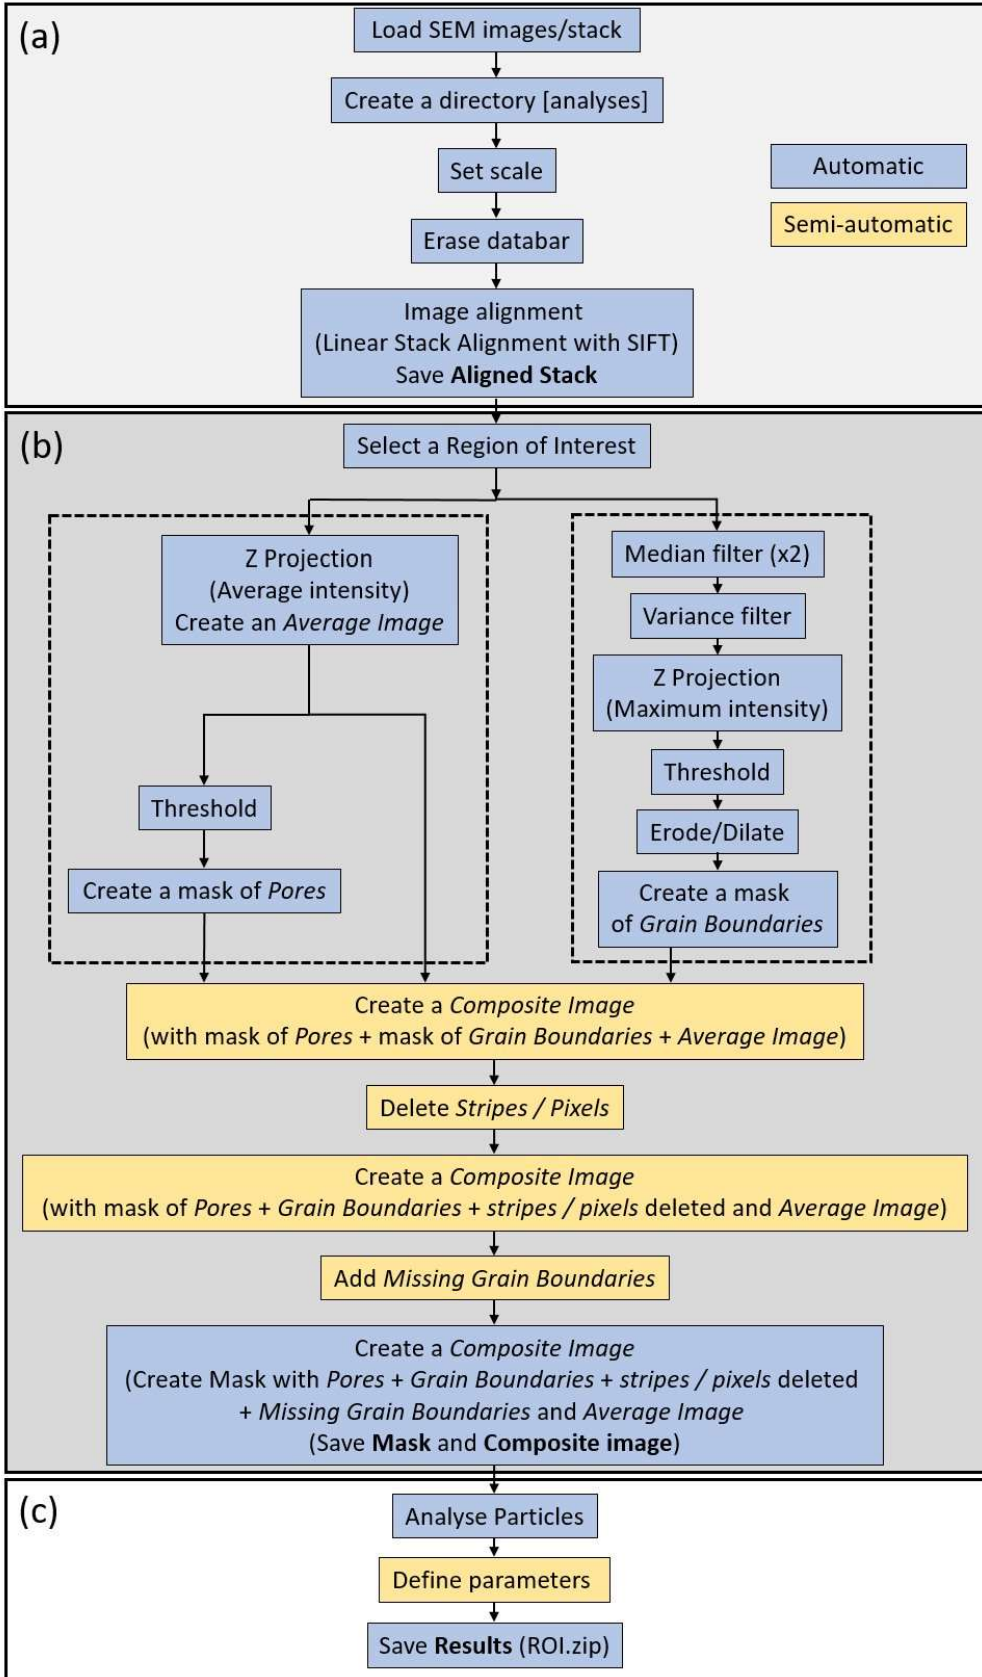 (a)
Load SEM images/stack
Create a directory [analyses]
Set scale
Erase databar
Image alignment
(Linear Stack Alignment with SIFT)
Save Aligned Stack
Automatic
Semi-automatic
(b)
Select a Region of Interest
Z Projection
(Average intensity)
Create an Average Image
Threshold
Create a mask of Pores
Median filter (x2)
Variance filter
Z Projection
(Maximum intensity)
Threshold
Erode/Dilate
Create a mask
of Grain Boundaries
Create a Composite Image
(with mask of Pores + mask of Grain Boundaries + Average Image)
Delete Stripes / Pixels
Create a Composite Image
(with mask of Pores + Grain Boundaries + stripes / pixels deleted and Average Image)
Add Missing Grain Boundaries
Create a Composite Image
(Create Mask with Pores + Grain Boundaries + stripes / pixels deleted
+ Missing Grain Boundaries and Average Image
(Save Mask and Composite image)
(c)
Analyse Particles
Define parameters
Save Results (ROI.zip)